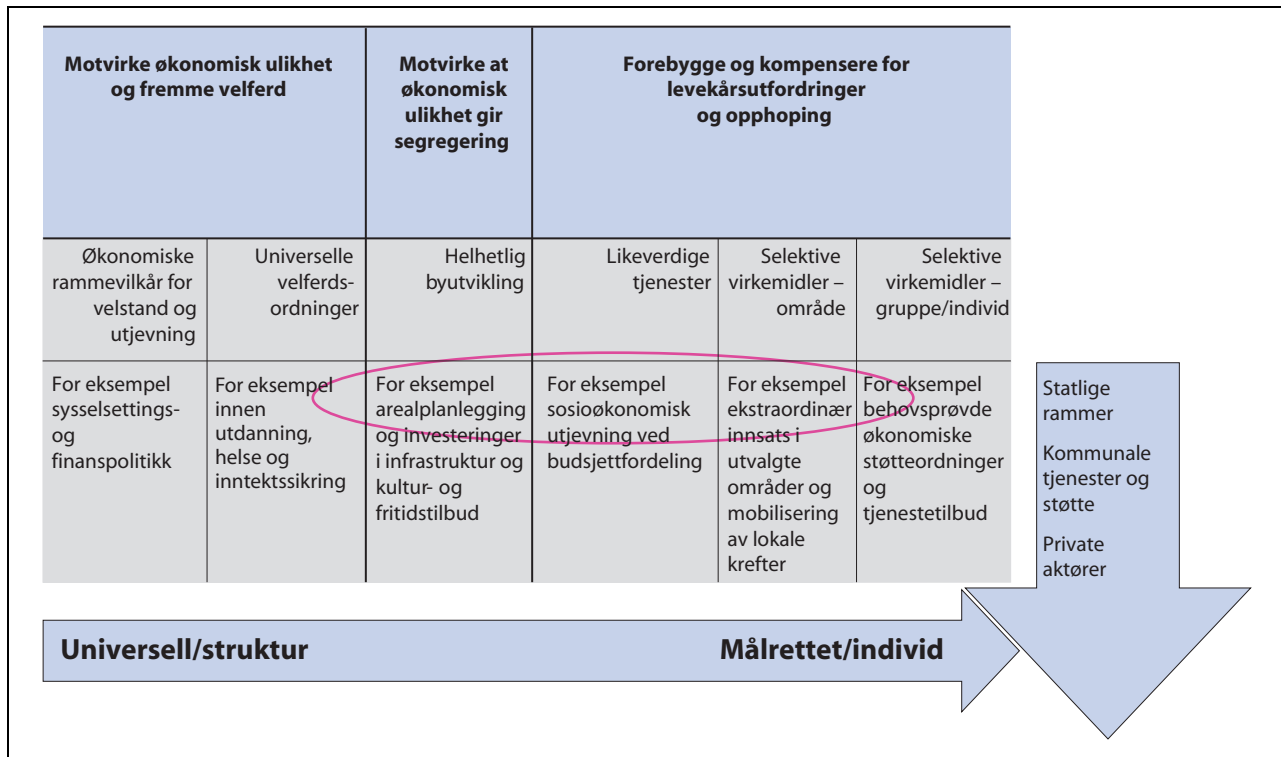 Motvirke økonomisk ulikhet
og fremme velferd
Motvirke at
økonomisk
ulikhet gir
segregering
Forebygge og kompensere for
levekårsutfordringer
og opphoping
Økonomiske
rammevilkår for
velstand og
utjevning
Universelle
velferds-
ordninger
Helhetlig
byutvikling
Likeverdige
tjenester
Selektive
virkemidler –
område
Selektive
virkemidler –
gruppe/individ
For eksempel
sysselsettings-
og
finanspolitikk
For eksempel
innen
utdanning,
helse og
inntektssikring
For eksempel
arealplanlegging
og investeringer
i infrastruktur og
kultur- og
fritidstilbud
For eksempel
sosioøkonomisk
utjevning ved
budsjettfordeling
For eksempel
ekstraordinær
innsats i
utvalgte
områder og
mobilisering
av lokale
krefter
For eksempel
behovsprøvde
økonomiske
støtteordninger
og
tjenestetilbud
Statlige
rammer
Kommunale
tjenester og
støtte
Private
aktører
Universell/struktur
Målrettet/individ